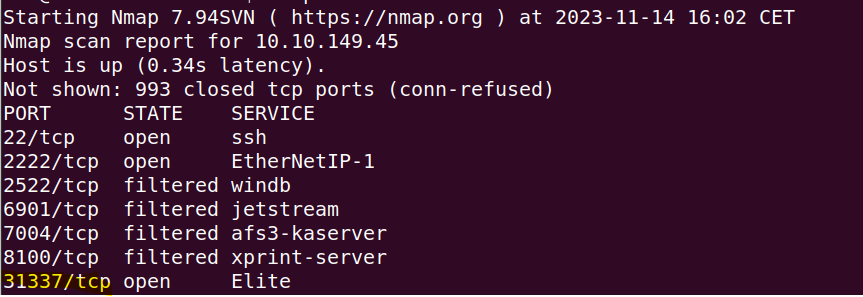 Starting Nmap 7.94SVN ( https://nmap.org ) at 2023-11-14 16:02 CET
Nmap scan report for 10.10.149.45
Host is up (0.34s latency).
Not shown: 993 closed tcp ports (conn-refused)
PORT      STATE    SERVICE
22/tcp    open     ssh
2222/tcp  open     EtherNetIP-1
2522/tcp  filtered windb
6901/tcp  filtered jetstream
7004/tcp  filtered afs3-kaserver
8100/tcp  filtered xprint-server
31337/tcp open     Elite